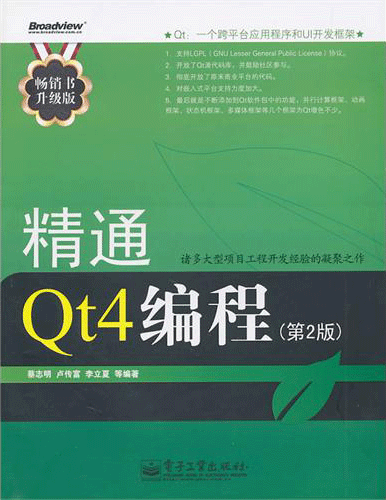 Broadview®
www.broadview.com.cn
★Qt：一个跨平台应用程序和UI开发框架★
畅销书
升级版
1．支持LGPL（GNU Lesser General Public License）协议。
2．开放了Qt源代码库，并鼓励社区参与。
3．彻底开放了原来商业平台的代码。
4．对嵌入式平台支持力度加大。
5．最后就是不断添加到Qt软件包中的功能，并行计算框架、动画
框架、状态机框架、多媒体框架等几个框架为Qt增色不少。
精通
诸多大型项目工程开发经验的凝聚之作
Qt4编程(第2版)
蔡志明 卢传富 李立夏 等编著
电子工业出版社